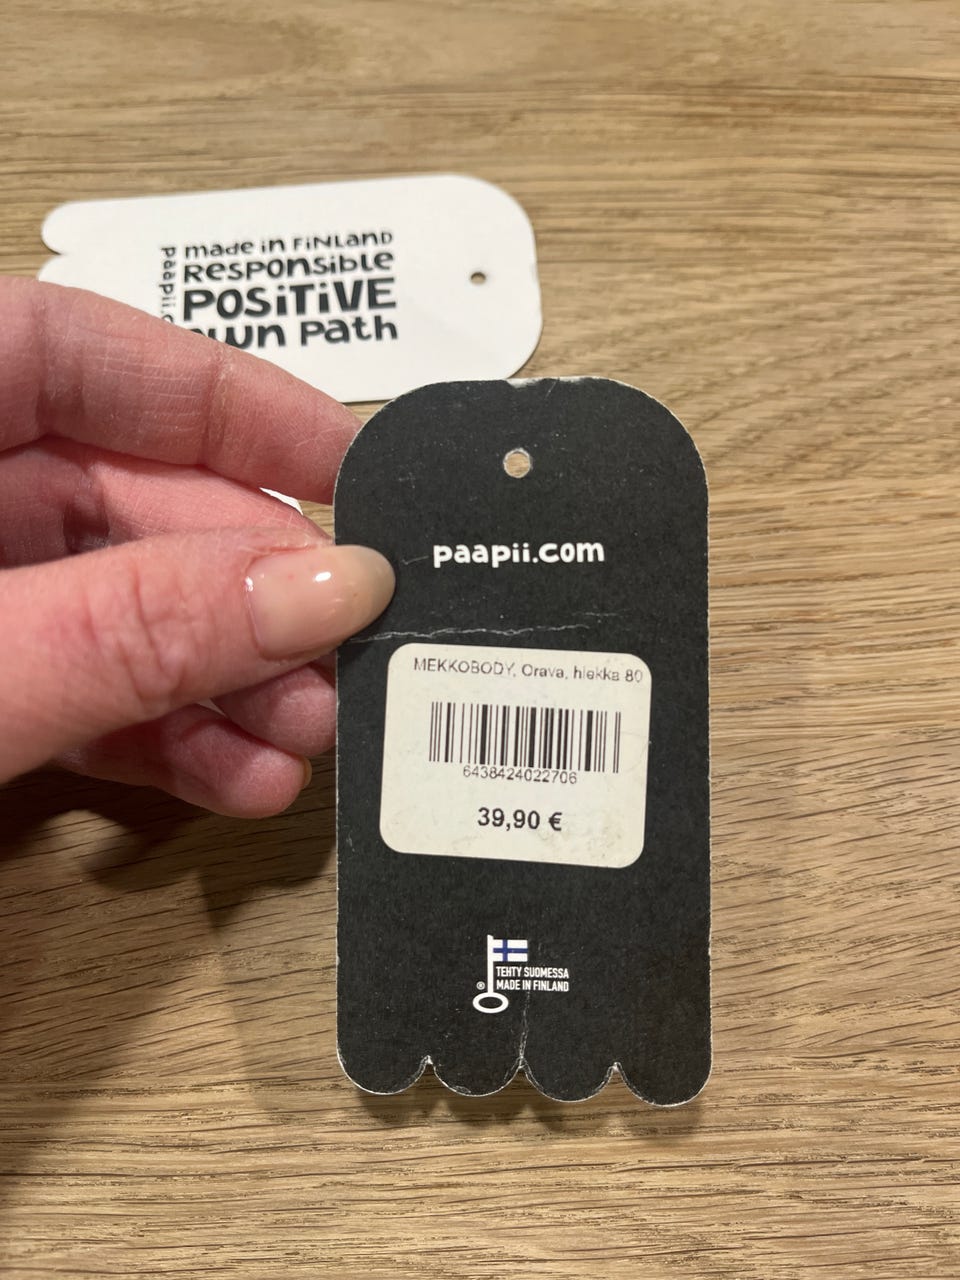 made in FINLAND
Responsible
POSITIVE
own path
paapii.
paapii.com
MEKKOBODY, Orava, hiekka 80
6438424022706
39,90 €
TEHTY SUOMESSA
® MADE IN FINLAND